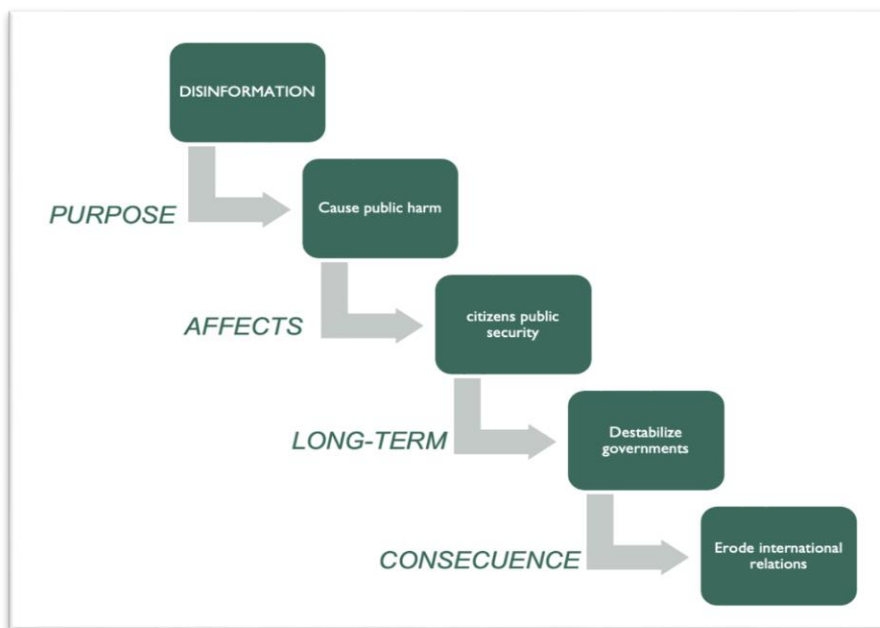 DISINFORMATION
PURPOSE
Cause public harm
AFFECTS
citizens public
security
LONG-TERM
Destabilize
governments
CONSECUENCE
Erode international
relations